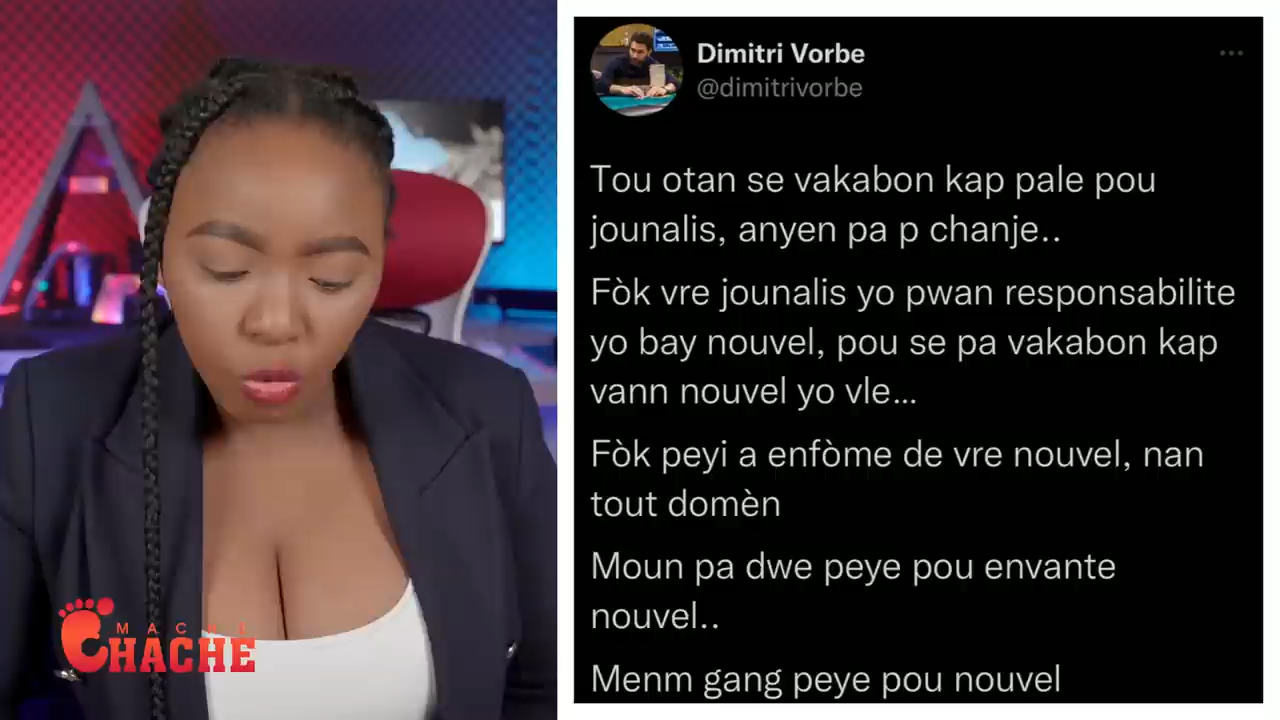 Dimitri Vorbe
@dimitrivorbe
Tou otan se vakabon kap pale pou
jounalis, anyen pa p chanje..
Fòk vre jounalis yo pwan responsabilite
yo bay nouvel, pou se pa vakabon kap
vann nouvel yo vle...
Fòk peyi a enfòme de vre nouvel, nan
tout domèn
Moun pa dwe peye pou envante
nouvel..
Menm gang peye pou nouvel
HACHE